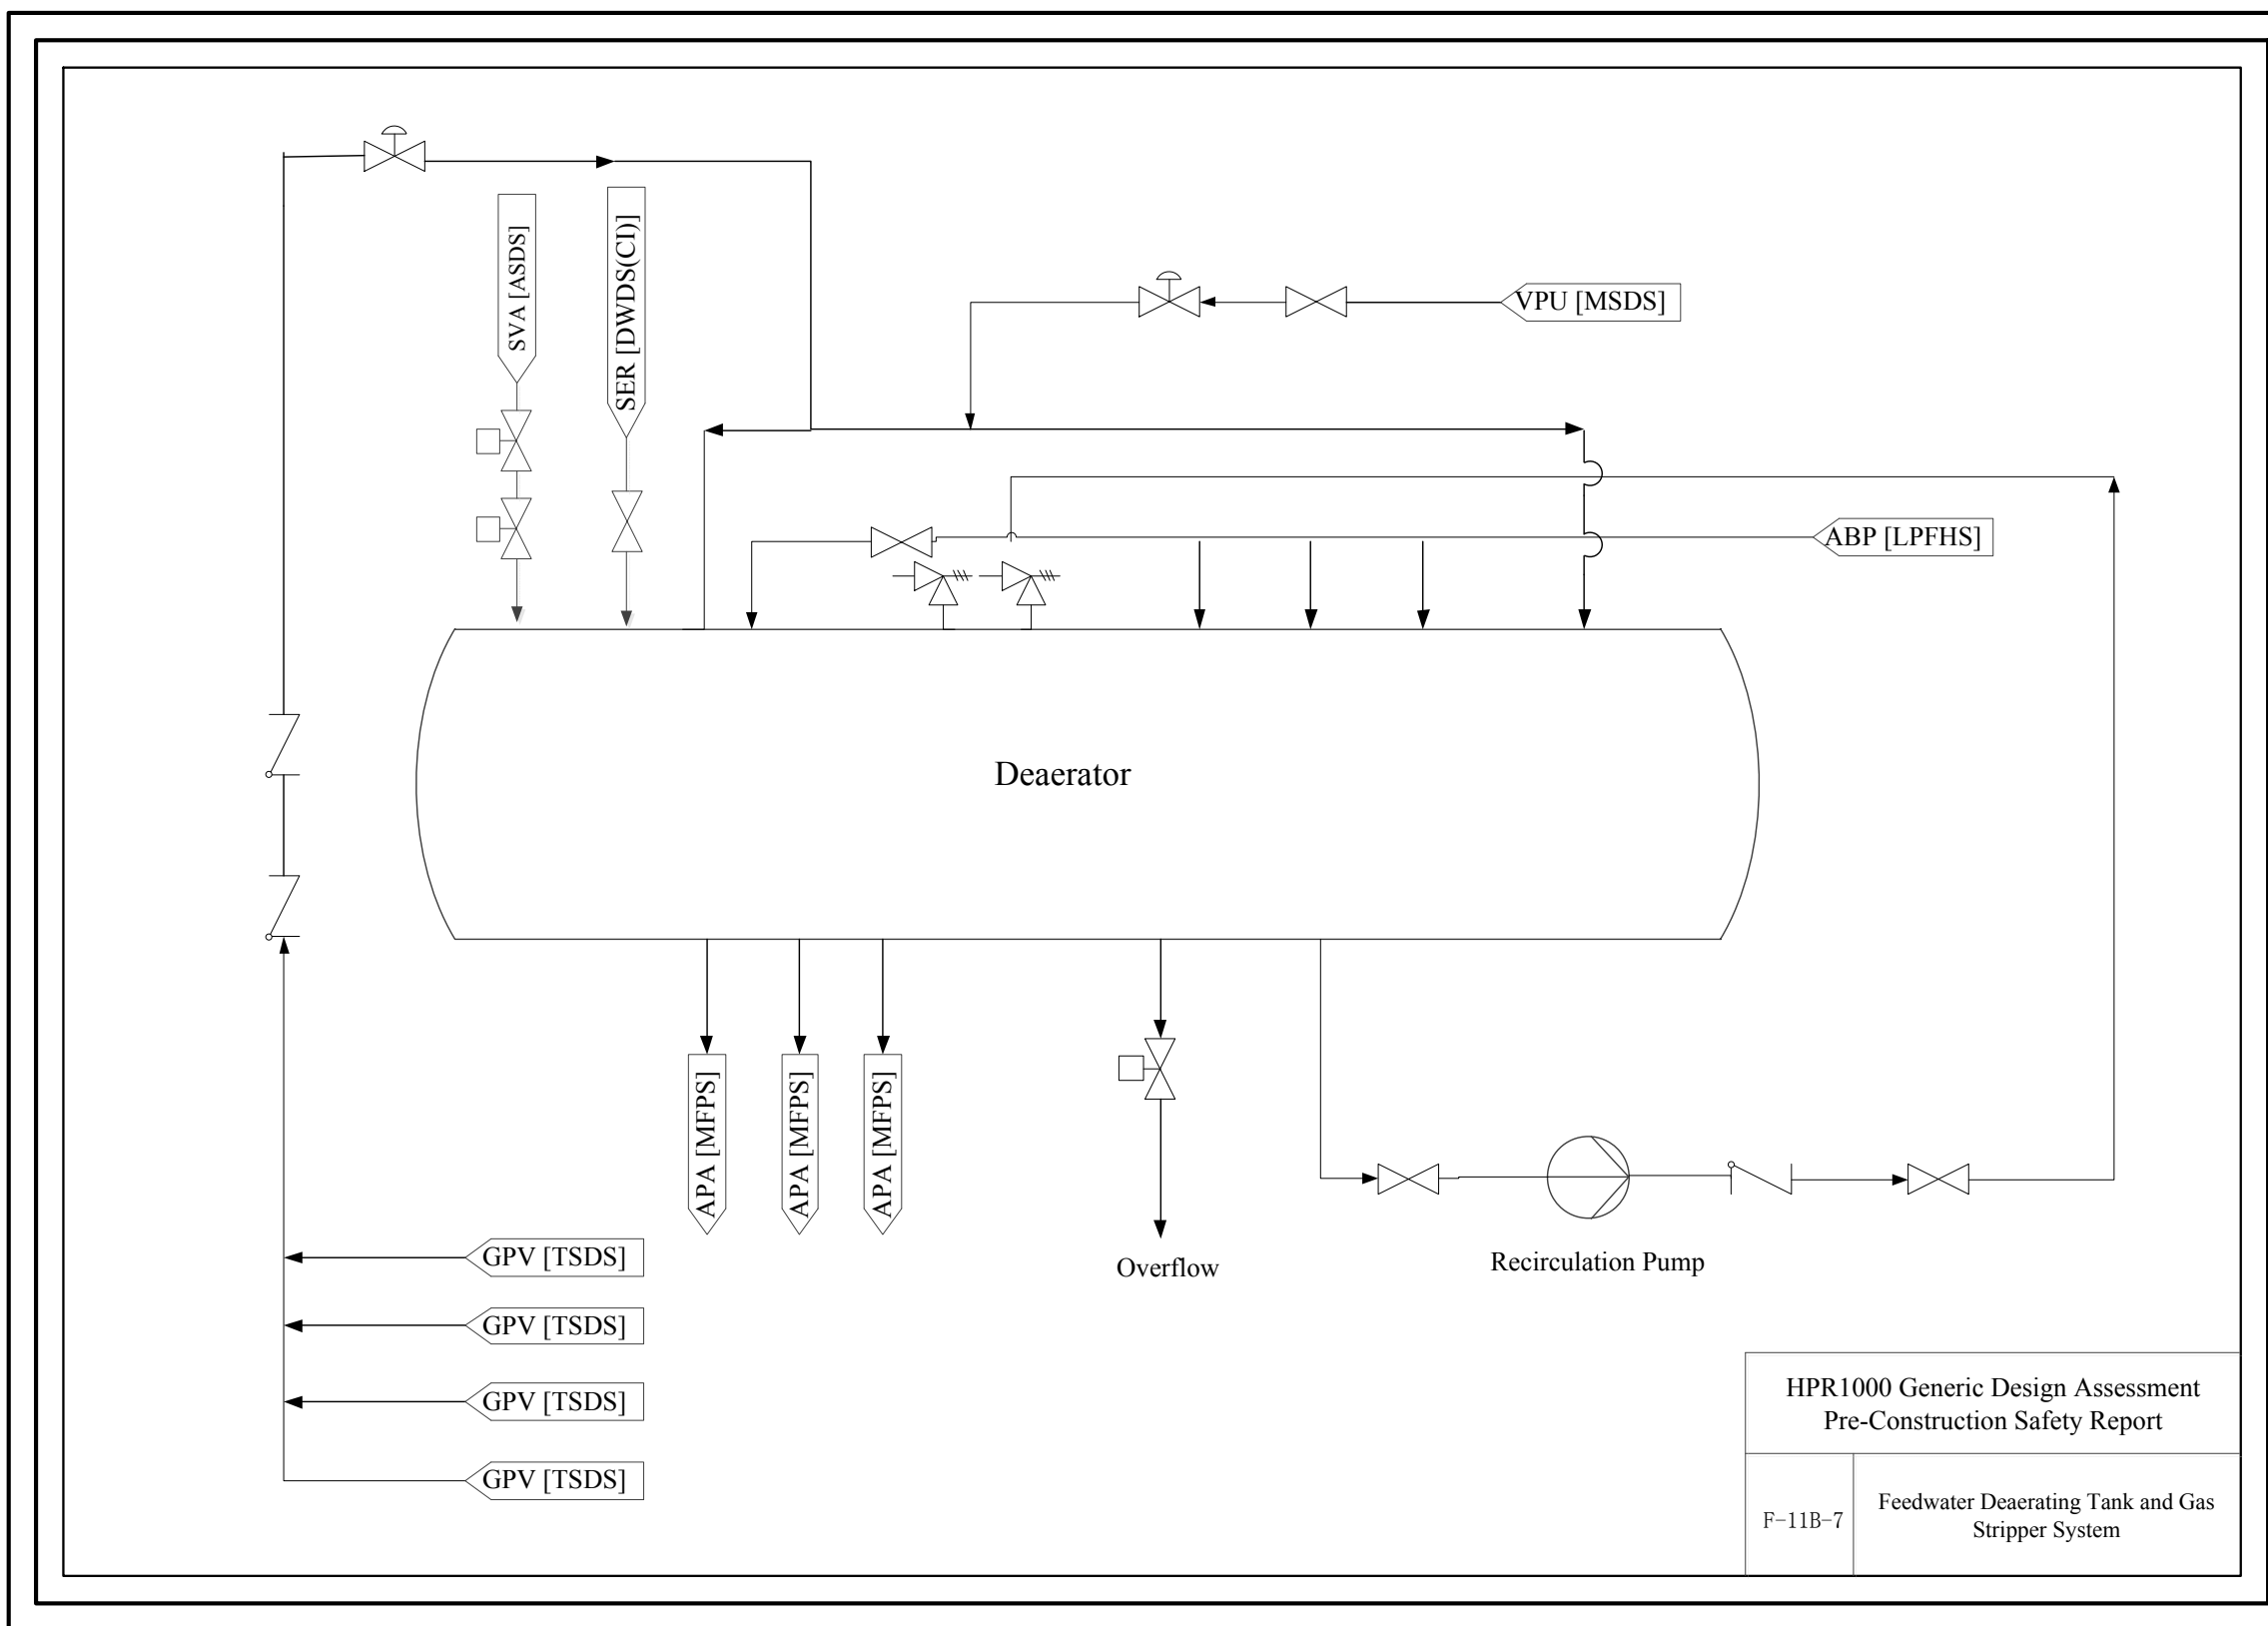 SVA [ASDS]
SER [DWDS(CI)]
VPU [MSDS]
ABP [LPFHS]
Deaerator
APA [MFPS]
APA [MFPS]
APA [MFPS]
Overflow
Recirculation Pump
GPV [TSDS]
GPV [TSDS]
GPV [TSDS]
GPV [TSDS]
HPR1000 Generic Design Assessment
Pre-Construction Safety Report
F-11B-7
Feedwater Deaerating Tank and Gas
Stripper System